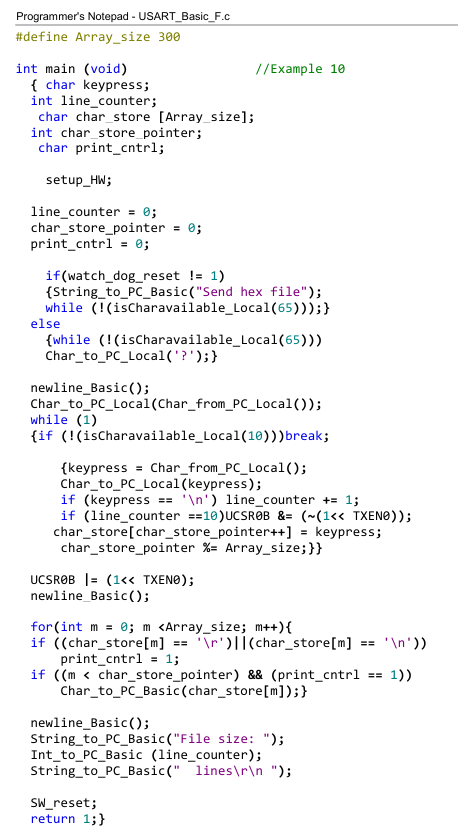 Programmer's Notepad - USART_Basic_F.c
#define Array_size 300
int main (void) //Example 10
{ char keypress;
int line_counter;
char char_store [Array_size];
int char_store_pointer;
char print_cntrl;
setup_HW;
line_counter = 0;
char_store_pointer = 0;
print_cntrl = 0;
if(watch_dog_reset != 1)
{String_to_PC_Basic("Send hex file");
while (!(isCharavailable_Local(65)));}
else
{while (!(isCharavailable_Local(65)))
Char_to_PC_Local('?');}
newline_Basic();
Char_to_PC_Local(Char_from_PC_Local());
while (1)
{if (!(isCharavailable_Local(10)))break;
{keypress = Char_from_PC_Local();
Char_to_PC_Local(keypress);
if (keypress == '\n') line_counter += 1;
if (line_counter ==10)UCSR0B &= (~(1<< TXEN0));
char_store[char_store_pointer++] = keypress;
char_store_pointer %= Array_size;}}
UCSR0B |= (1<< TXEN0);
newline_Basic();
for(int m = 0; m <Array_size; m++){
if ((char_store[m] == '\r')||(char_store[m] == '\n'))
print_cntrl = 1;
if ((m < char_store_pointer) && (print_cntrl == 1))
Char_to_PC_Basic(char_store[m]);}
newline_Basic();
String_to_PC_Basic("File size: ");
Int_to_PC_Basic (line_counter);
String_to_PC_Basic("  lines\r\n ");
SW_reset;
return 1;}